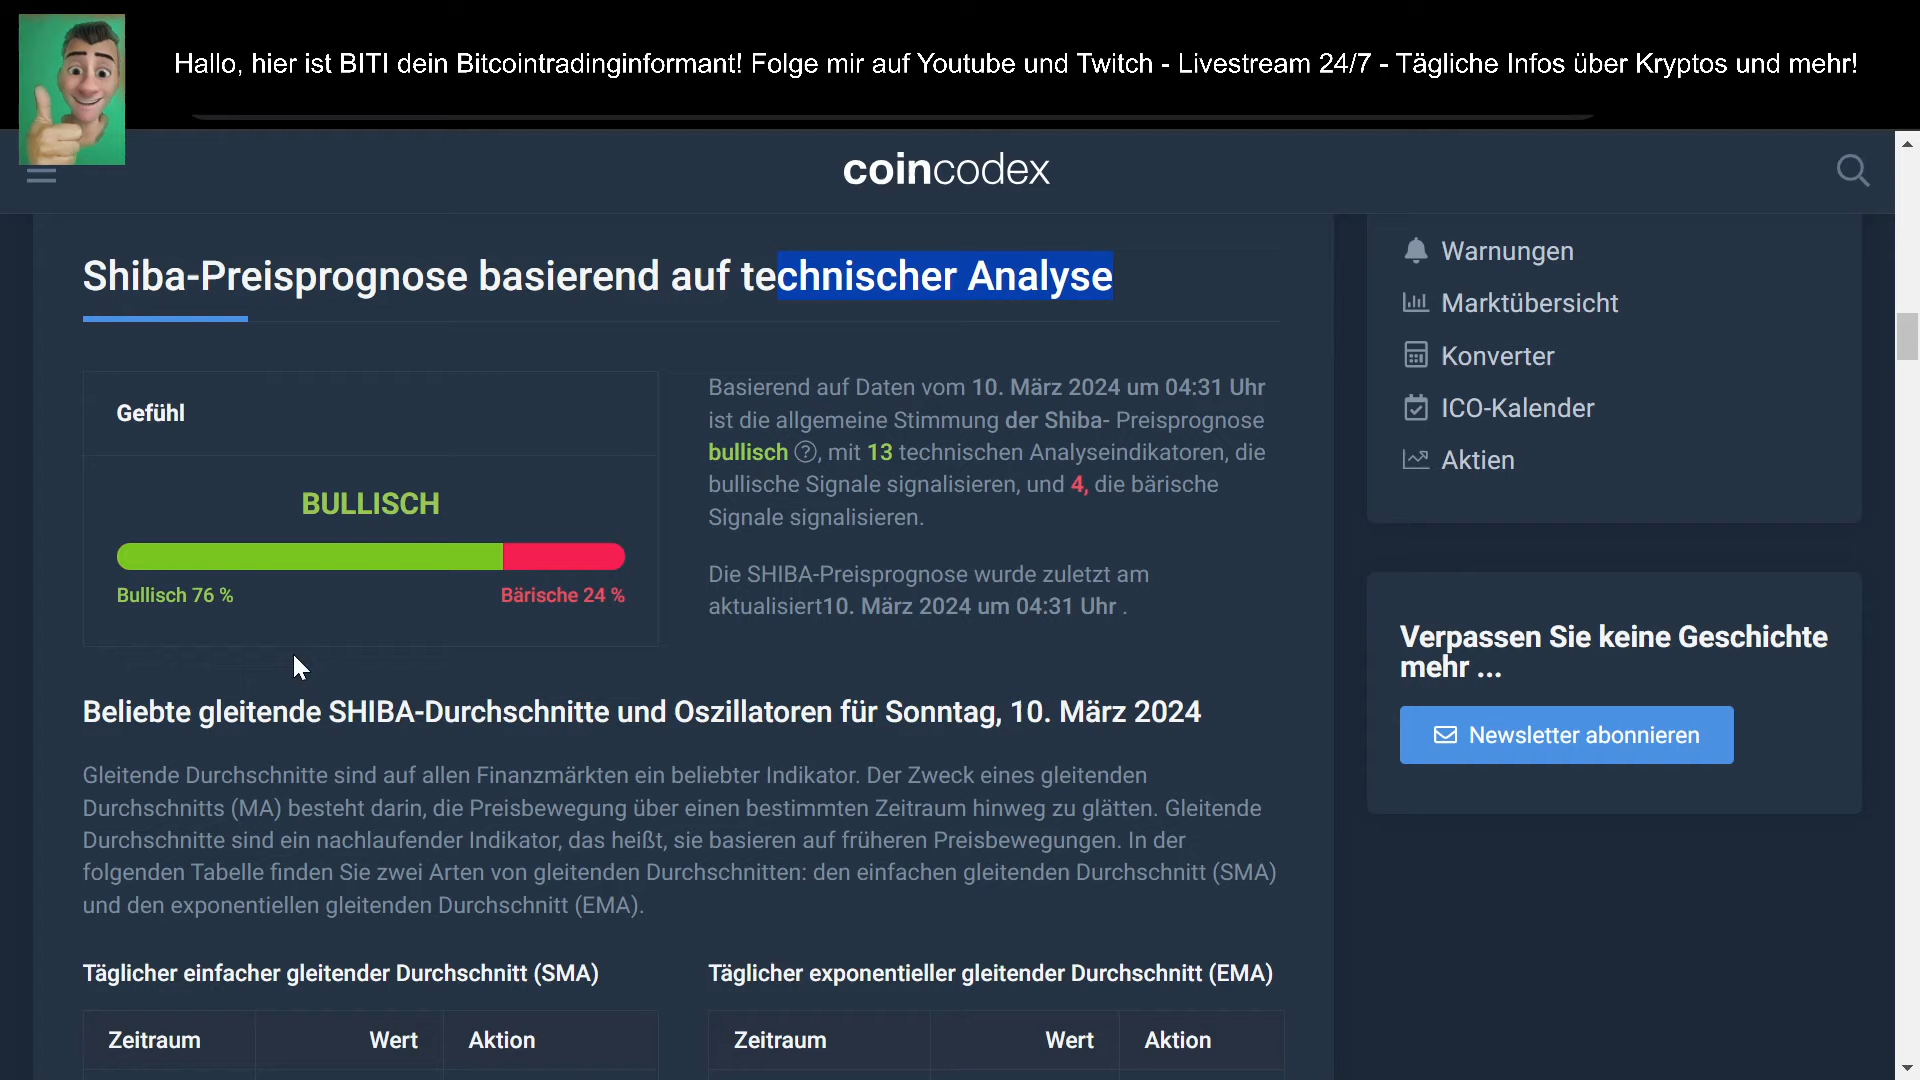 Hallo, hier ist BITI dein Bitcointradinginformant! Folge mir auf Youtube und Twitch - Livestream 24/7 - Tägliche Infos über Kryptos und mehr!
coincodex
Shiba-Preisprognose basierend auf technischer Analyse
Gefühl
BULLISCH
Bullisch 76 %
Bärische 24 %
Basierend auf Daten vom 10. März 2024 um 04:31 Uhr
ist die allgemeine Stimmung der Shiba- Preisprognose
bullisch ?, mit 13 technischen Analyseindikatoren, die
bullische Signale signalisieren, und 4, die bärische
Signale signalisieren.
Die SHIBA-Preisprognose wurde zuletzt am
aktualisiert10. März 2024 um 04:31 Uhr .
Beliebte gleitende SHIBA-Durchschnitte und Oszillatoren für Sonntag, 10. März 2024
Gleitende Durchschnitte sind auf allen Finanzmärkten ein beliebter Indikator. Der Zweck eines gleitenden
Durchschnitts (MA) besteht darin, die Preisbewegung über einen bestimmten Zeitraum hinweg zu glätten. Gleitende
Durchschnitte sind ein nachlaufender Indikator, das heißt, sie basieren auf früheren Preisbewegungen. In der
folgenden Tabelle finden Sie zwei Arten von gleitenden Durchschnitten: den einfachen gleitenden Durchschnitt (SMA)
und den exponentiellen gleitenden Durchschnitt (EMA).
Täglicher einfacher gleitender Durchschnitt (SMA)
Zeitraum Wert Aktion
Täglicher exponentieller gleitender Durchschnitt (EMA)
Zeitraum Wert Aktion
Warnungen
Marktübersicht
Konverter
ICO-Kalender
Aktien
Verpassen Sie keine Geschichte
mehr ...
Newsletter abonnieren